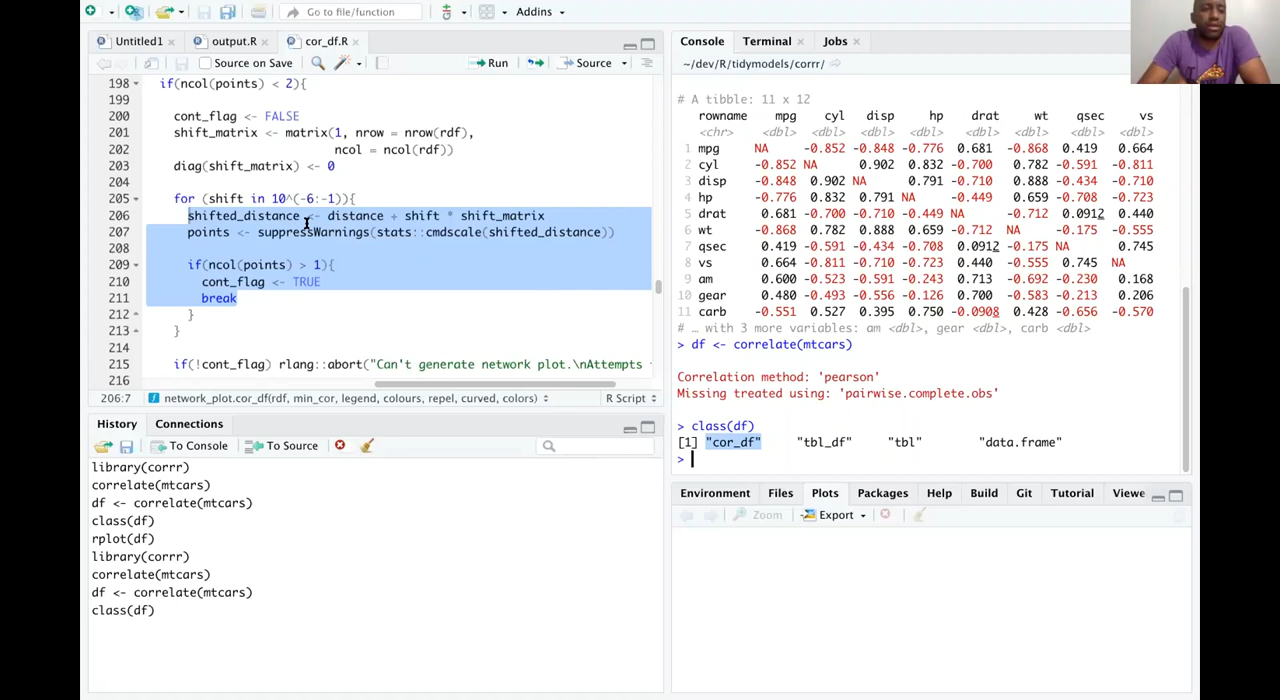 Go to file/function
Addins
Untitled1
output.R
cor_df.R
Source on Save
Run
Source
198 if(ncol(points) < 2){
199
200 cont_flag <- FALSE
201 shift_matrix <- matrix(1, nrow = nrow(rdf),
202 ncol = ncol(rdf))
203 diag(shift_matrix) <- 0
204
205 for (shift in 10^(-6:-1)){
206 shifted_distance <- distance + shift * shift_matrix
207 points <- suppressWarnings(stats::cmdscale(shifted_distance))
208
209 if(ncol(points) > 1){
210 cont_flag <- TRUE
211 break
212 }
213 }
214
215 if(!cont_flag) rlang::abort("Can't generate network plot.\nAttempts
216
206:7 network_plot.cor_df(rdf, min_cor, legend, colours, repel, curved, colors) R Script
History Connections
To Console To Source
library(corrr)
correlate(mtcars)
df <- correlate(mtcars)
class(df)
rplot(df)
library(corrr)
correlate(mtcars)
df <- correlate(mtcars)
class(df)
Console Terminal Jobs
~/dev/R/tidymodels/corrr/
# A tibble: 11 x 12
rowname mpg cyl disp hp drat wt qsec vs
<chr> <dbl> <dbl> <dbl> <dbl> <dbl> <dbl> <dbl> <dbl>
1 mpg NA -0.852 -0.848 -0.776 0.681 -0.868 0.419 0.664
2 cyl -0.852 NA 0.902 0.832 -0.700 0.782 -0.591 -0.811
3 disp -0.848 0.902 NA 0.791 -0.710 0.888 -0.434 -0.710
4 hp -0.776 0.832 0.791 NA -0.449 0.659 -0.708 -0.723
5 drat 0.681 -0.700 -0.710 -0.449 NA -0.712 0.0912 0.440
6 wt -0.868 0.782 0.888 0.659 -0.712 NA -0.175 -0.555
7 qsec 0.419 -0.591 -0.434 -0.708 0.0912 -0.175 NA 0.745
8 vs 0.664 -0.811 -0.710 -0.723 0.440 -0.555 0.745 NA
9 am 0.600 -0.523 -0.591 -0.243 0.713 -0.692 -0.230 0.168
10 gear 0.480 -0.493 -0.556 -0.126 0.700 -0.583 -0.213 0.206
11 carb -0.551 0.527 0.395 0.750 -0.0908 0.428 -0.656 -0.570
# … with 3 more variables: am <dbl>, gear <dbl>, carb <dbl>
> df <- correlate(mtcars)
Correlation method: 'pearson'
Missing treated using: 'pairwise.complete.obs'
> class(df)
[1] "cor_df" "tbl_df" "tbl" "data.frame"
>
Environment Files Plots Packages Help Build Git Tutorial Viewe
Zoom Export